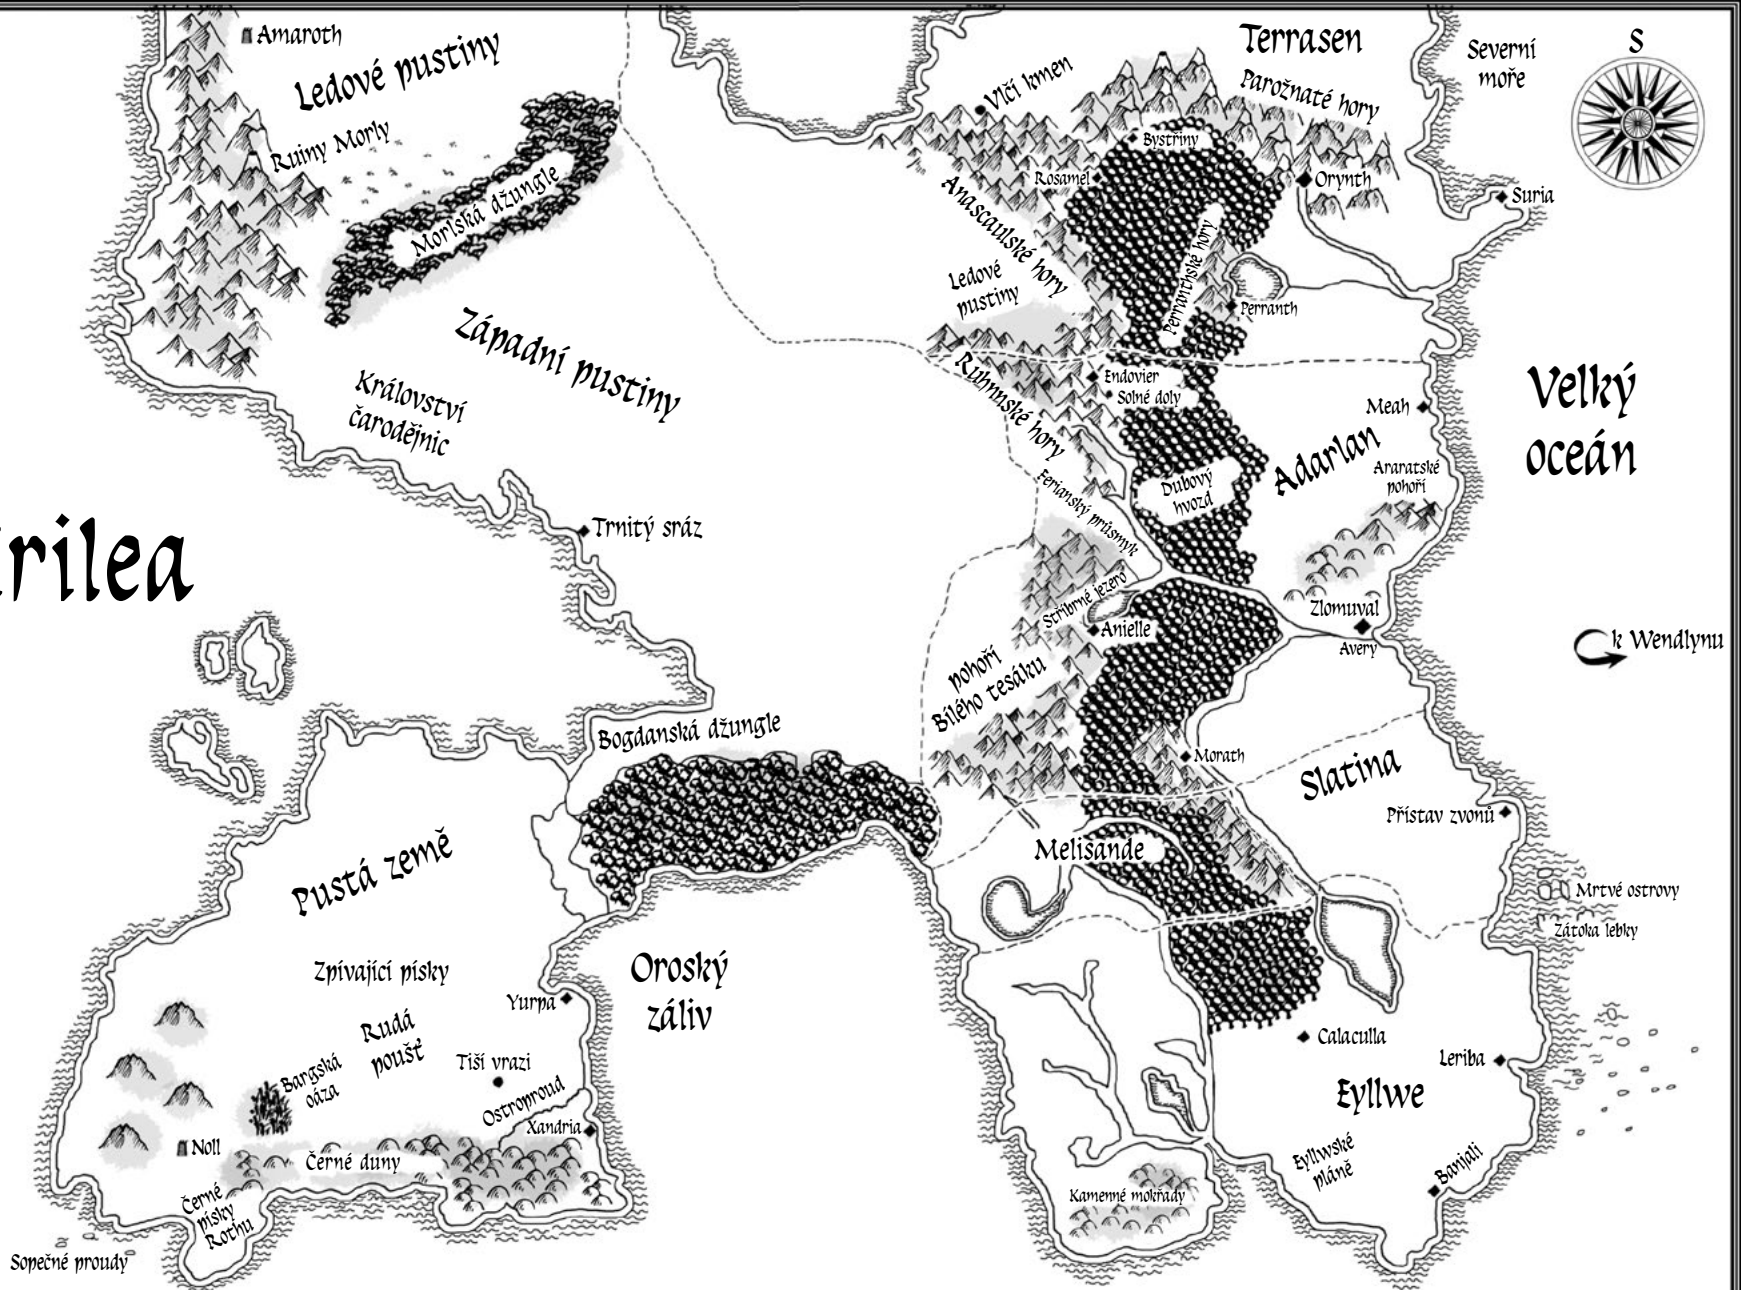 Amaroth
Ledové pustiny
Ruiny Morly
Morlská džungle
Západní pustiny
Království
čarodějnic
Trnitý sráz
rilea
Terrasen
Severní
moře
S
Vlčí kmen
Parožnaté hory
Bystřiny
Rosamel
Orynth
Suria
Anascaulské hory
Perranthské hory
Ledové
pustiny
Perranth
Ruhnnské hory
Endovier
Solné doly
Meah
Velký
oceán
Adarlan
Araratské
pohoří
Dubový
hvozd
Ferianský průsmyk
Stříbrné jezero
Anielle
Zlomuval
Avery
k Wendlynu
pohoří
Bílého tesáku
Bogdanská džungle
Morath
Slatina
Přístav zvonů
Melisande
Mrtvé ostrovy
Zátoka lebky
Pustá země
Zpívající písky
Oroský
záliv
Yurpa
Rudá
poušť
Tiší vrazi
Bargská
oáza
Ostroproud
Xandria
Noll
Černé duny
Černé
písky
Rothu
Sopečné proudy
Calaculla
Leriba
Eyllwe
Eyllwské
pláně
Banjali
Kamenné mokřady